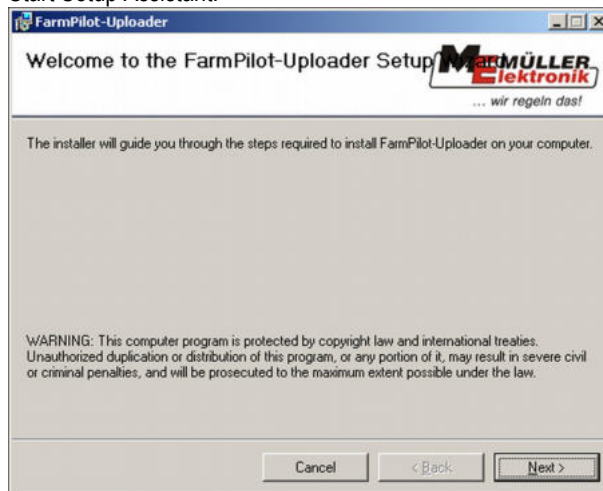 FarmPilot-Uploader
Welcome to the FarmPilot-Uploader Setup
MÜLLER
Elektronik
... wir regeln das!
The installer will guide you through the steps required to install FarmPilot-Uploader on your computer.
WARNING: This computer program is protected by copyright law and international treaties.
Unauthorized duplication or distribution of this program, or any portion of it, may result in severe civil
or criminal penalties, and will be prosecuted to the maximum extent possible under the law.
Cancel
< Back
Next >